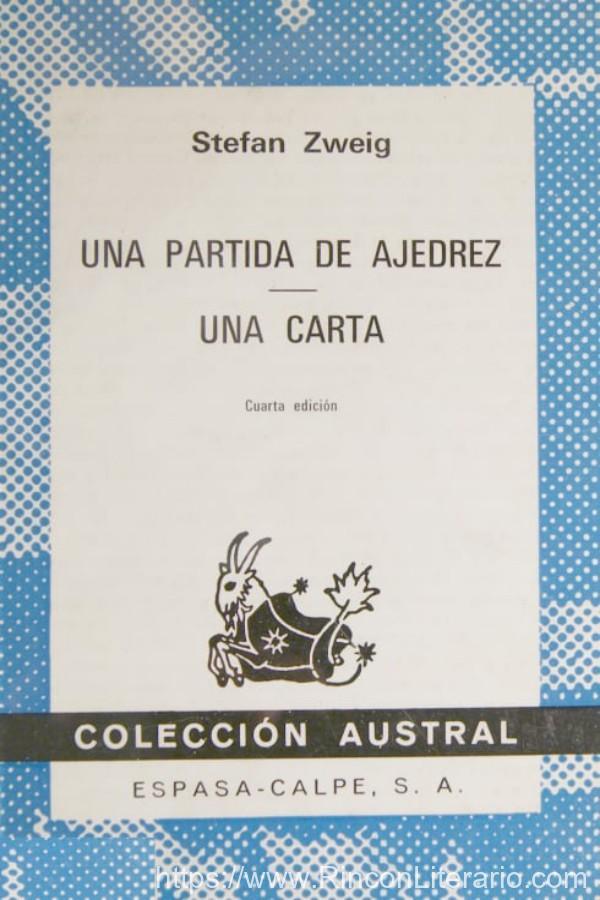 Stefan Zweig
UNA PARTIDA DE AJEDREZ
UNA CARTA
Cuarta edición
COLECCIÓN AUSTRAL
ESPASA-CALPE, S. A.
https://www.RinconLiterario.com